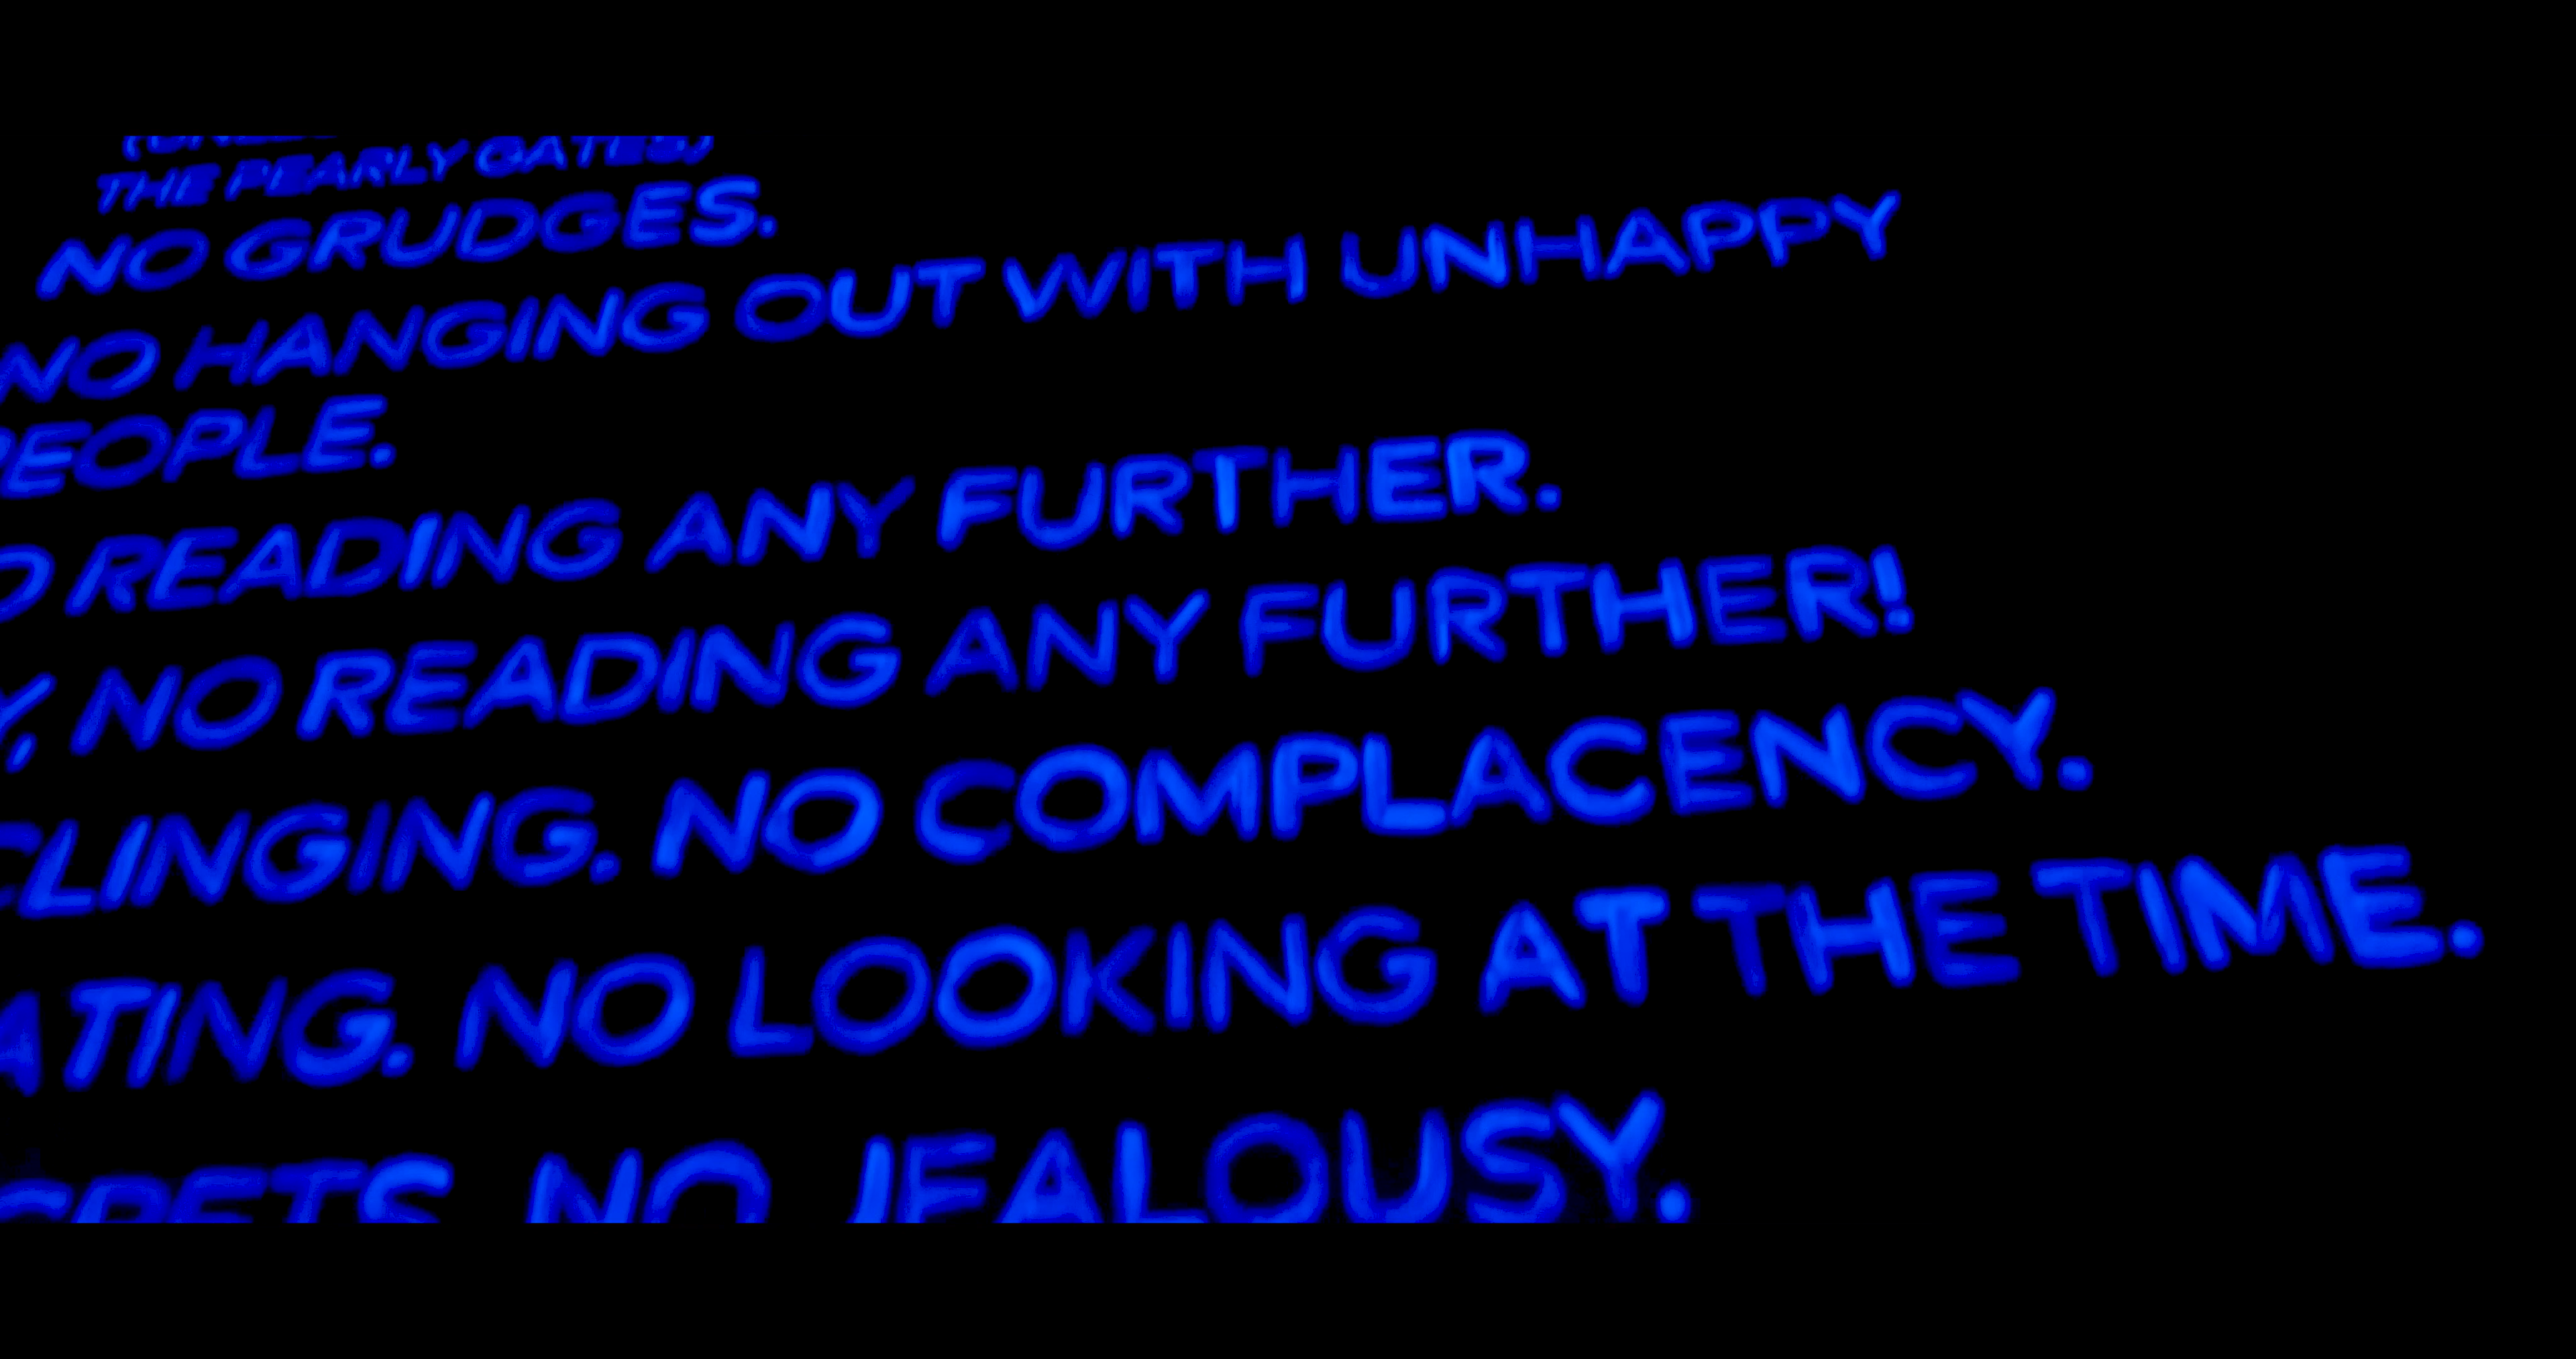 THE PEARLY GATES)
NO GRUDGES.
NO HANGING OUT WITH UNHAPPY
PEOPLE.
READING ANY FURTHER.
NO READING ANY FURTHER!
CLINGING. NO COMPLACENCY.
NO LOOKING AT THE TIME.
NO JEALOUSY.